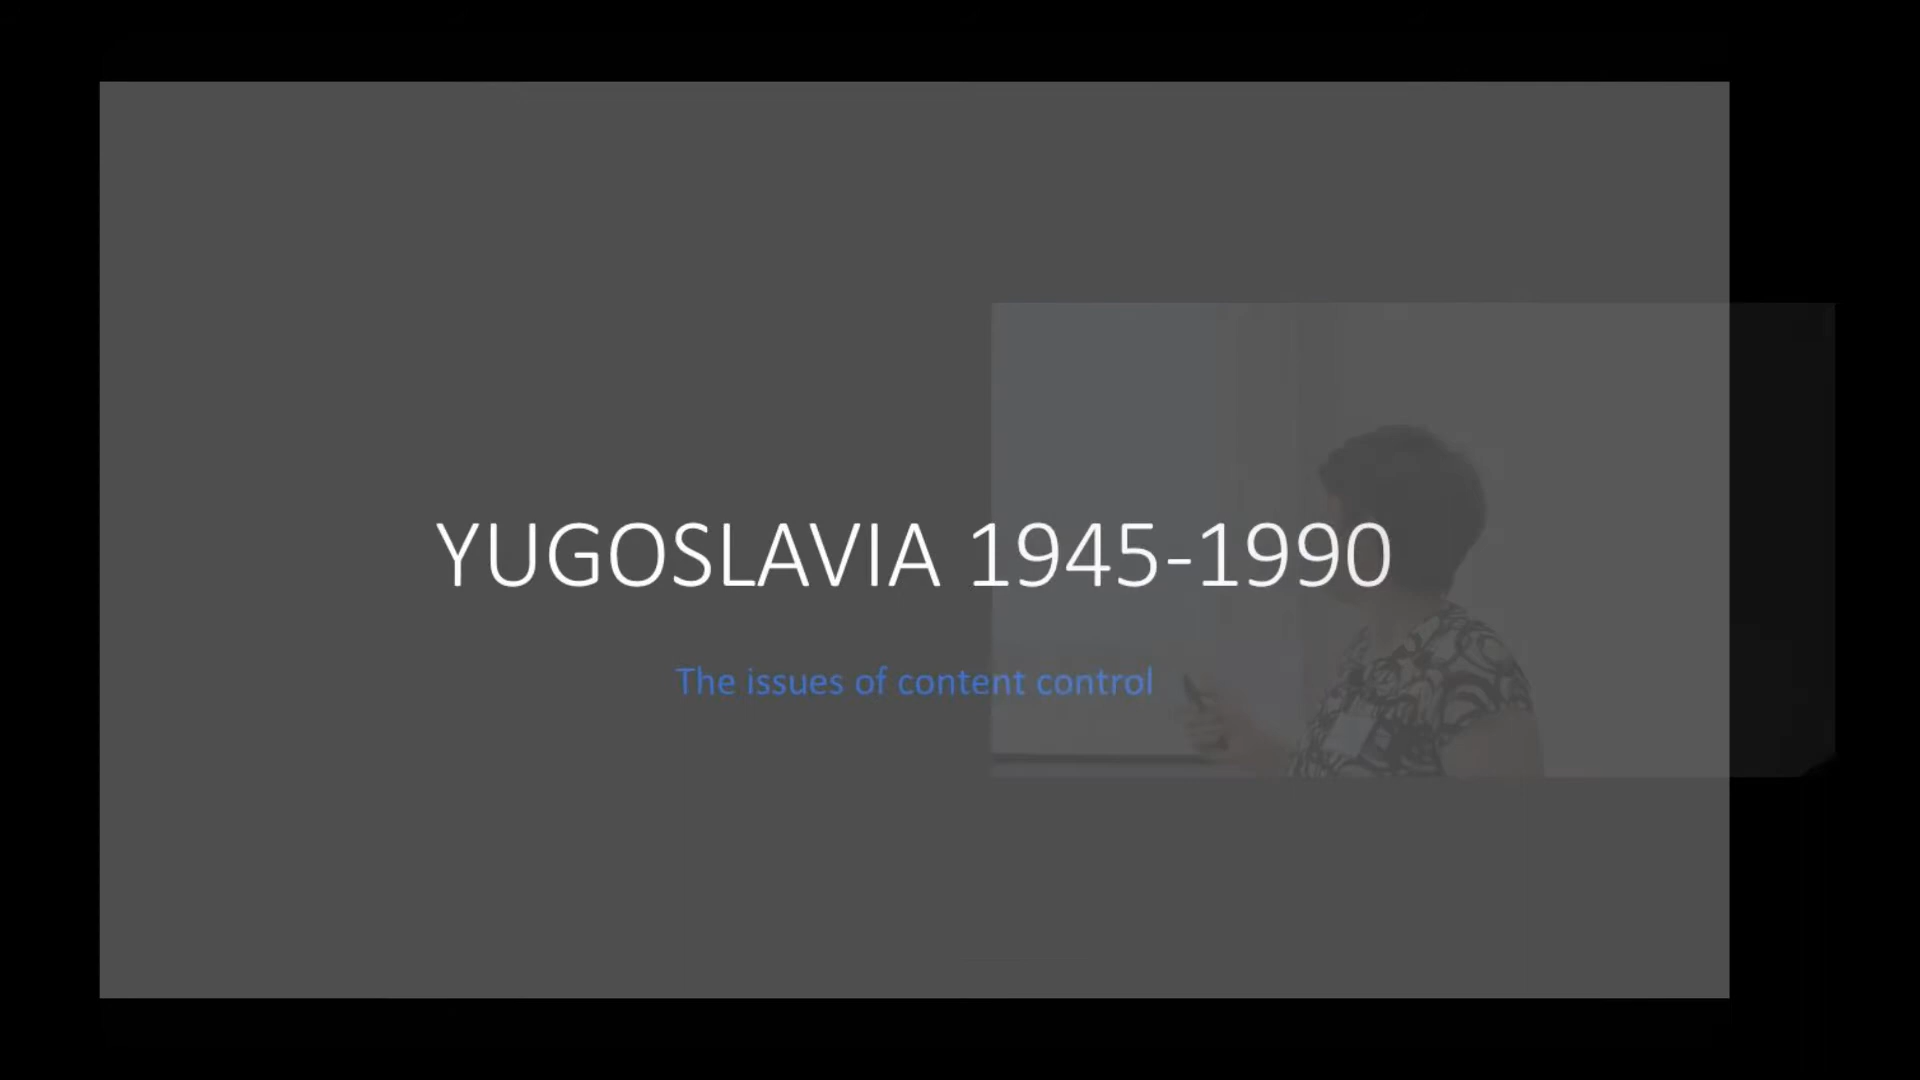 YUGOSLAVIA 1945-1990
The issues of content control